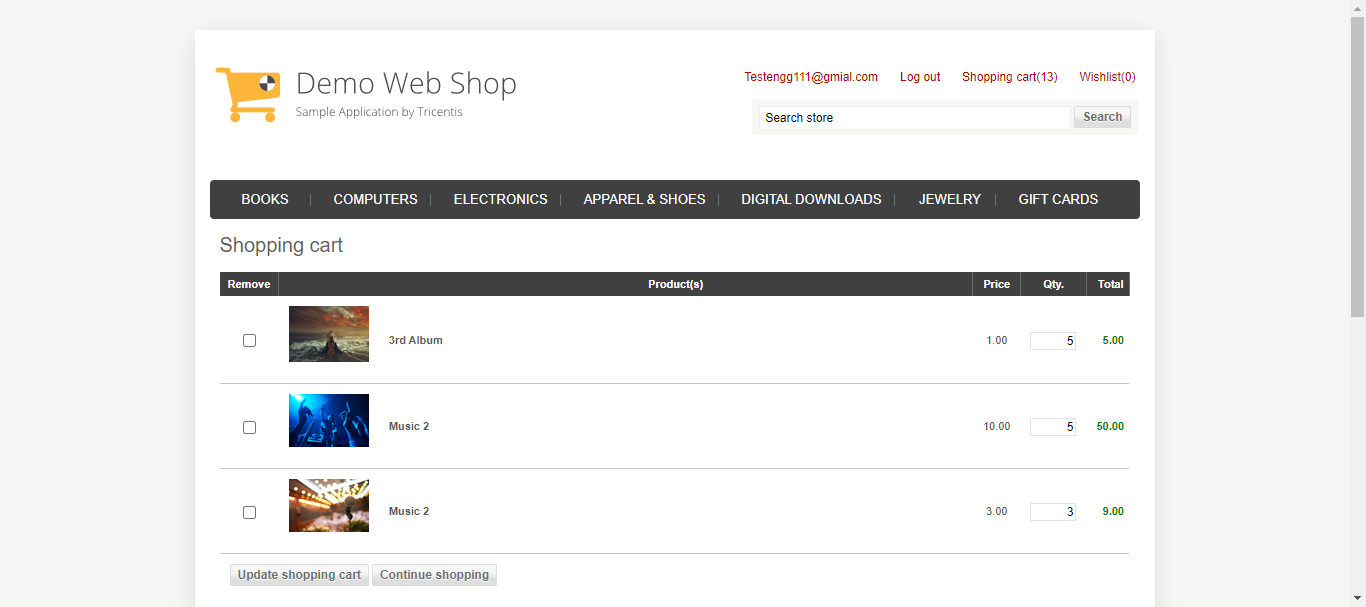 Demo Web Shop
Sample Application by Tricentis
Testengg111@gmial.com Log out Shopping cart(13) Wishlist(0)
Search store Search
BOOKS COMPUTERS ELECTRONICS APPAREL & SHOES DIGITAL DOWNLOADS JEWELRY GIFT CARDS
Shopping cart
Remove Product(s) Price Qty. Total
3rd Album 1.00 5 5.00
Music 2 10.00 5 50.00
Music 2 3.00 3 9.00
Update shopping cart Continue shopping